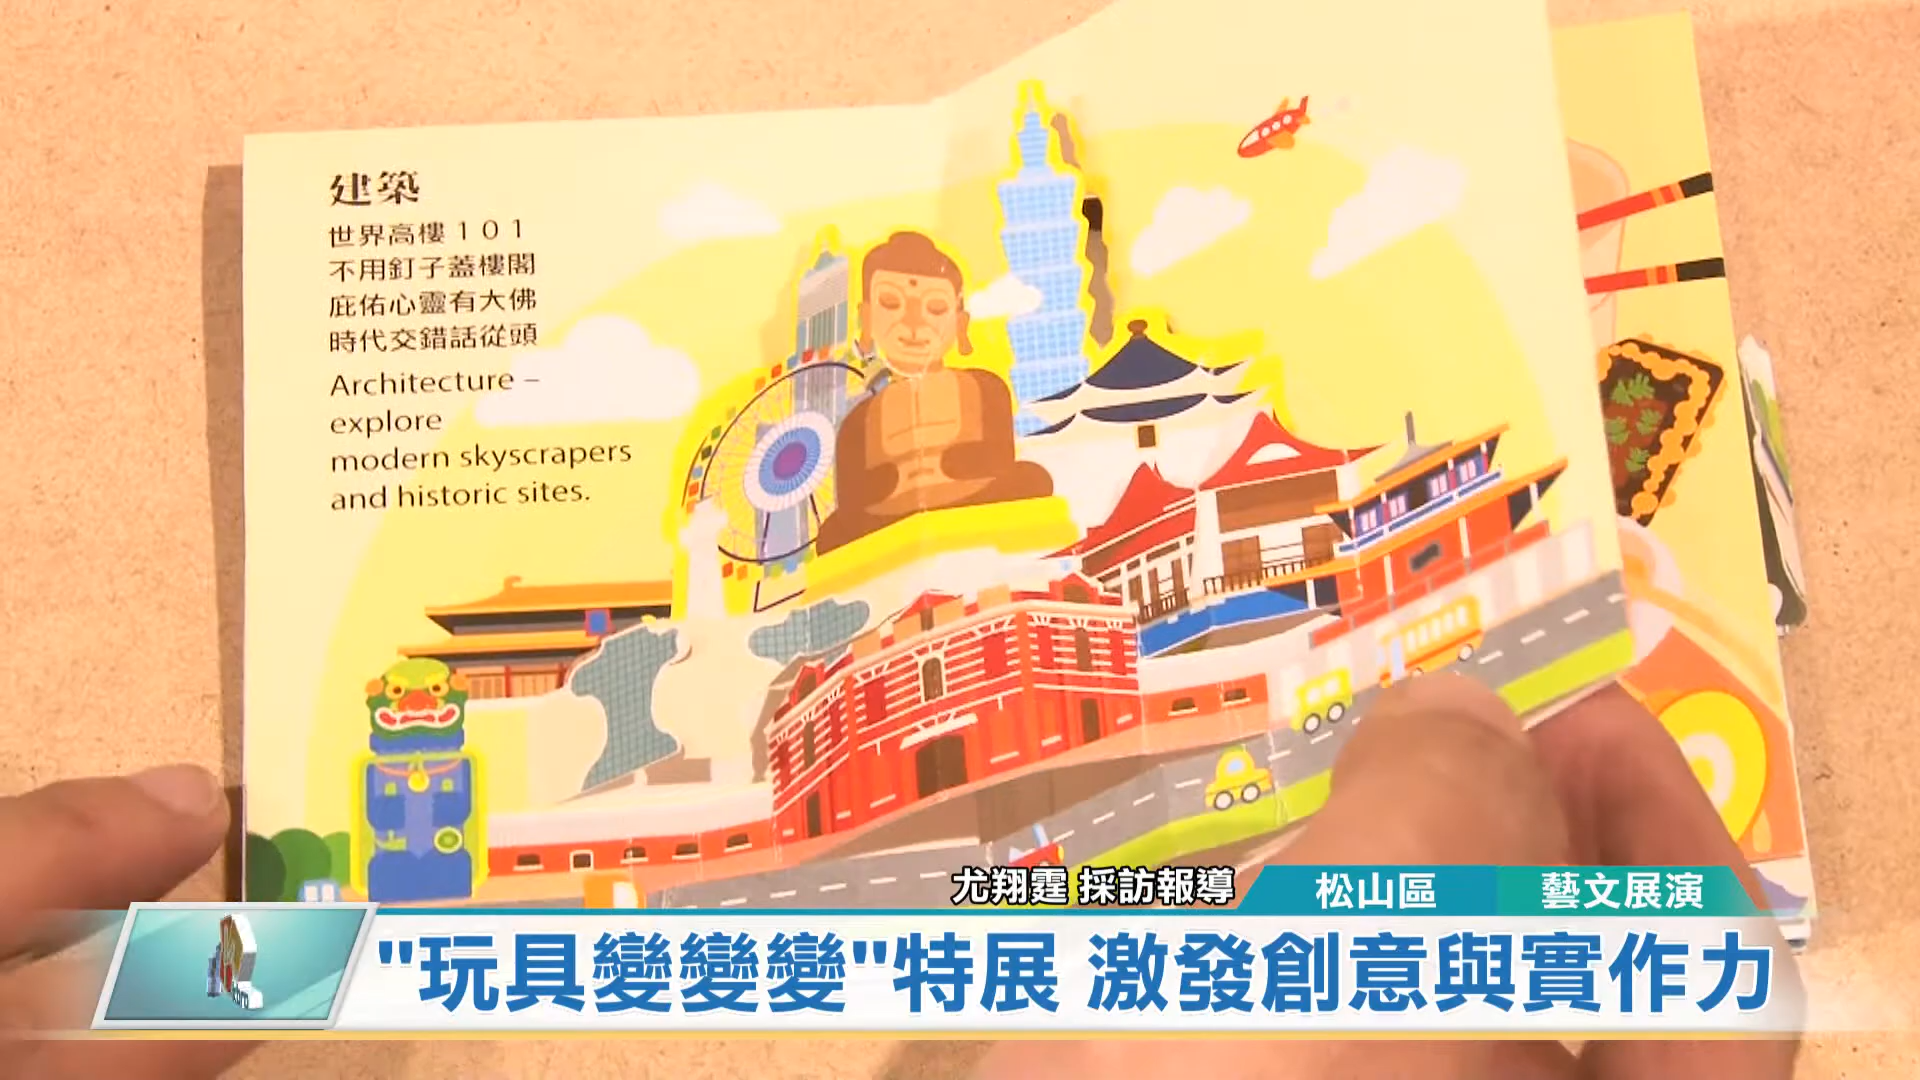 建築
世界高樓101
不用釘子蓋樓閣
庇佑心靈有大佛
時代交錯話從頭
Architecture –
explore
modern skyscrapers
and historic sites.
尤翔霆 採訪報導
松山區
藝文展演
"玩具變變變"特展 激發創意與實作力